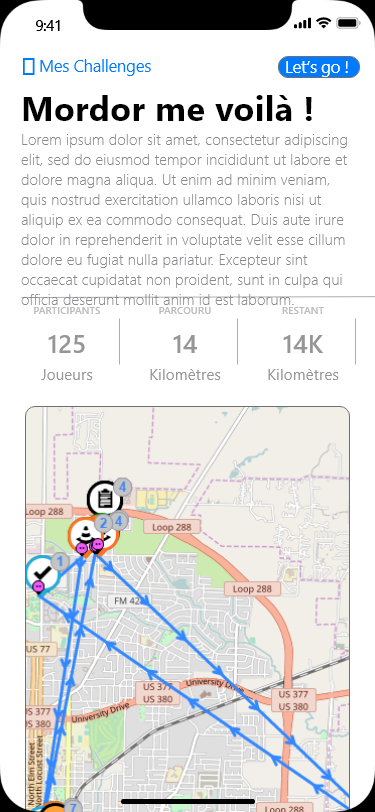 9:41
Mes Challenges
Let's go !
Mordor me voilà !
Lorem ipsum dolor sit amet, consectetur adipiscing
elit, sed do eiusmod tempor incididunt ut labore et
dolore magna aliqua. Ut enim ad minim veniam,
quis nostrud exercitation ullamco laboris nisi ut
aliquip ex ea commodo consequat. Duis aute irure
dolor in reprehenderit in voluptate velit esse cillum
dolore eu fugiat nulla pariatur. Excepteur sint
occaecat cupidatat non proident, sunt in culpa qui
officia deserunt mollit anim id est laborum.
PARTICIPANTS PARCOURU RESTANT
125 14 14K
Joueurs Kilomètres Kilomètres
4
Loop 288
2 4
Loop 288
1
Loop 288
FM 42
US 77
US 377
US 380
University Drive
US 377
US 380
US 377
US 380
University Drive
North Elm Street
North Locust Street
7